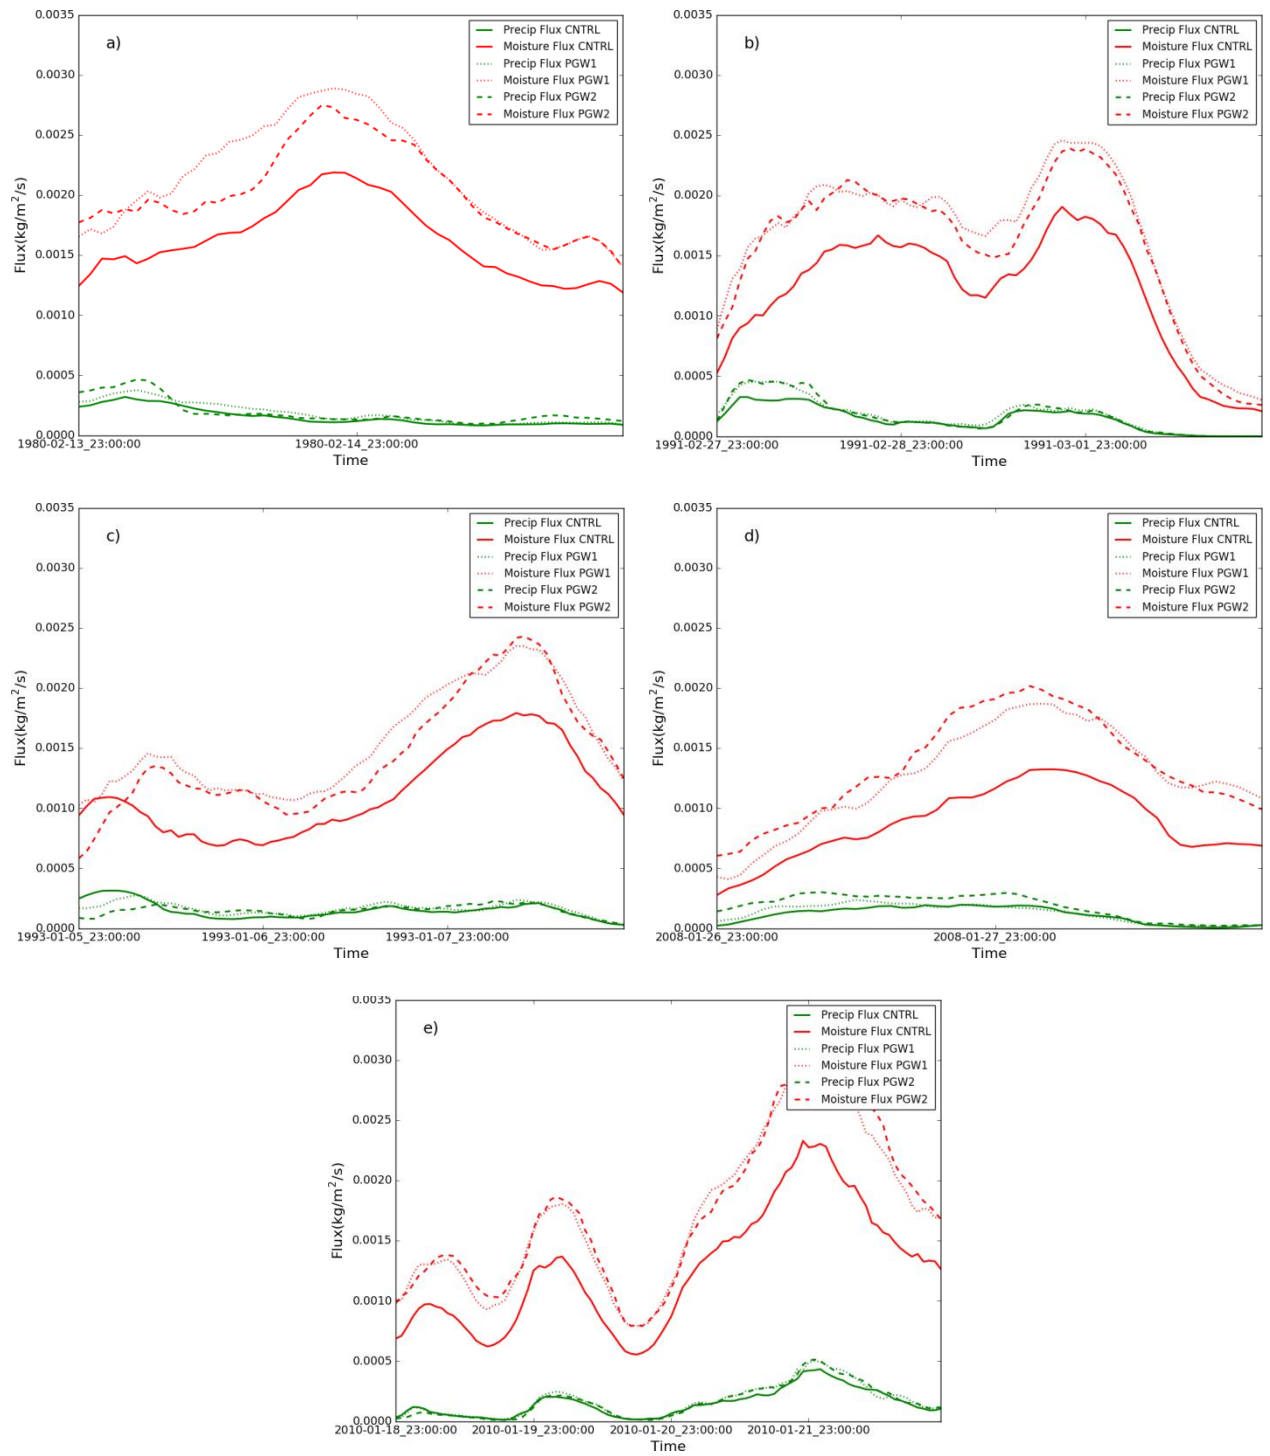 0.0035
0.0030
0.0025
0.0020
0.0015
0.0010
0.0005
0.0000
Flux(kg/m²/s)
a)
Precip Flux CNTRL
Moisture Flux CNTRL
Precip Flux PGW1
Moisture Flux PGW1
Precip Flux PGW2
Moisture Flux PGW2
1980-02-13_23:00:00 1980-02-14_23:00:00
Time
0.0035
0.0030
0.0025
0.0020
0.0015
0.0010
0.0005
0.0000
Flux(kg/m²/s)
b)
Precip Flux CNTRL
Moisture Flux CNTRL
Precip Flux PGW1
Moisture Flux PGW1
Precip Flux PGW2
Moisture Flux PGW2
1991-02-27_23:00:00 1991-02-28_23:00:00 1991-03-01_23:00:00
Time
0.0035
0.0030
0.0025
0.0020
0.0015
0.0010
0.0005
0.0000
Flux(kg/m²/s)
c)
Precip Flux CNTRL
Moisture Flux CNTRL
Precip Flux PGW1
Moisture Flux PGW1
Precip Flux PGW2
Moisture Flux PGW2
1993-01-05_23:00:00 1993-01-06_23:00:00 1993-01-07_23:00:00
Time
0.0035
0.0030
0.0025
0.0020
0.0015
0.0010
0.0005
0.0000
Flux(kg/m²/s)
d)
Precip Flux CNTRL
Moisture Flux CNTRL
Precip Flux PGW1
Moisture Flux PGW1
Precip Flux PGW2
Moisture Flux PGW2
2008-01-26_23:00:00 2008-01-27_23:00:00
Time
0.0035
0.0030
0.0025
0.0020
0.0015
0.0010
0.0005
0.0000
Flux(kg/m²/s)
e)
Precip Flux CNTRL
Moisture Flux CNTRL
Precip Flux PGW1
Moisture Flux PGW1
Precip Flux PGW2
Moisture Flux PGW2
2010-01-18_23:00:00 2010-01-19_23:00:00 2010-01-20_23:00:00 2010-01-21_23:00:00
Time